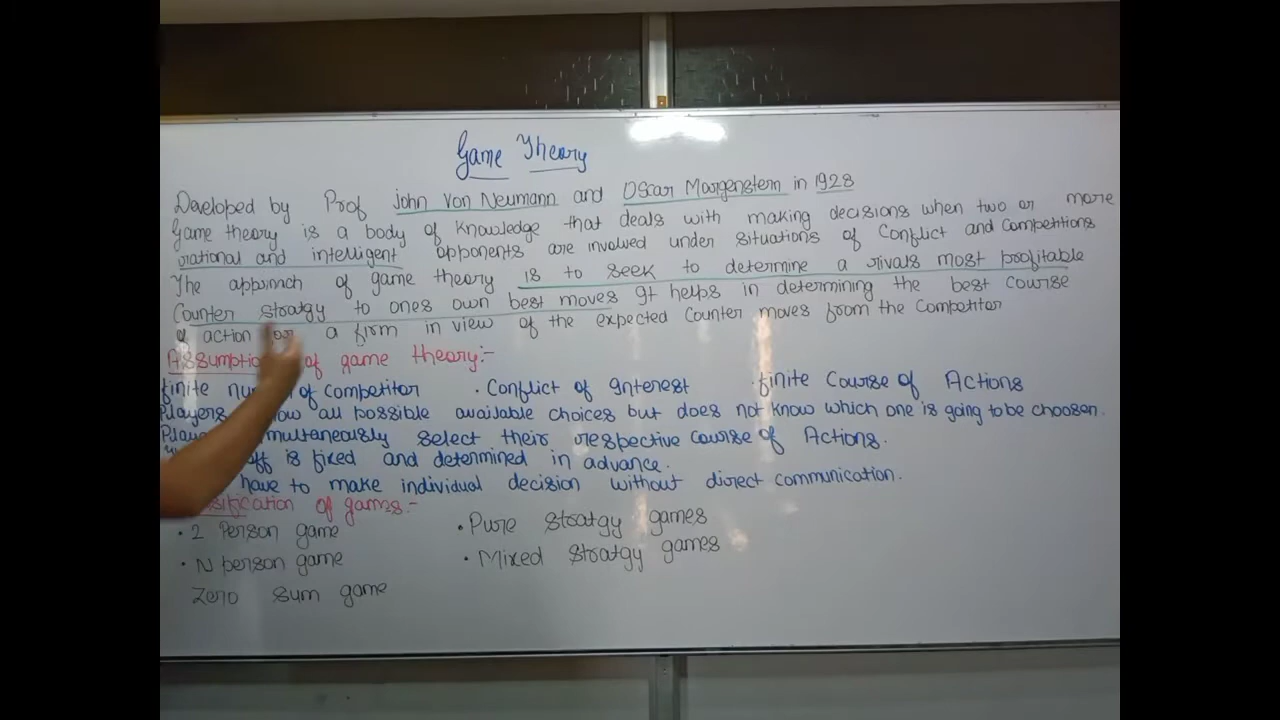 Game Theory
Developed by Prof John Von Neumann and Oscar Morgenstern in 1928
Game theory is a body of knowledge that deals with making decisions when two or more
rational and intelligent opponents are involved under situations of Conflict and Competitions
The approach of game theory is to seek to determine a rivals most profitable
Counter stratgy to ones own best moves It helps in determining the best course
of action for a firm in view of the expected Counter moves from the Competitor
Assumption of game theory:-
finite of Competitor · Conflict of Interest · finite Course of Actions
Players all possible available choices but does not know which one is going to be choosen.
multaneously select their respective Course of Actions.
is fixed and determined in advance.
have to make individual decision without direct communication.
sification of games:-
· 2 Person game · Pure stratgy games
· N person game · Mixed stratgy games
Zero sum game